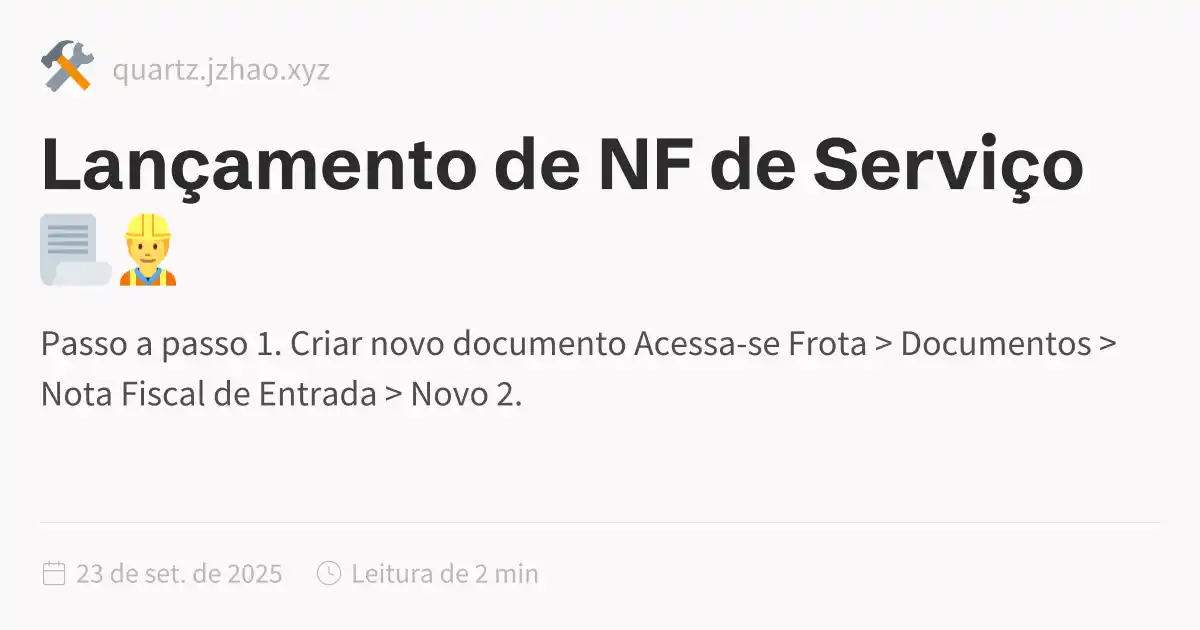 quartz.jzhao.xyz
Lançamento de NF de Serviço
Passo a passo 1. Criar novo documento Acessa-se Frota > Documentos >
Nota Fiscal de Entrada > Novo 2.
23 de set. de 2025 Leitura de 2 min